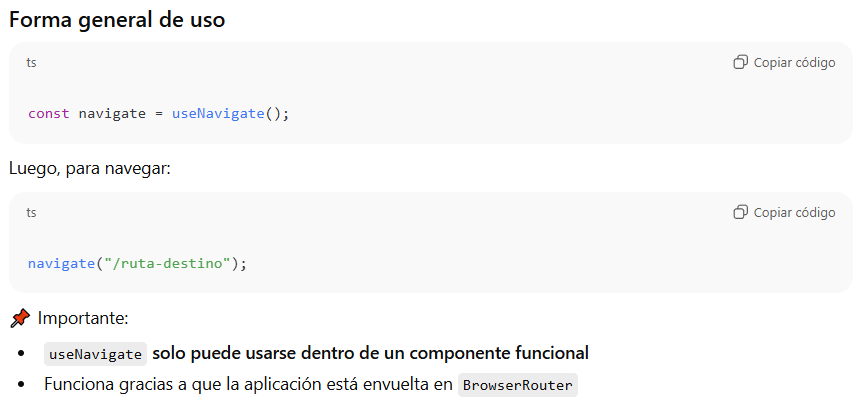 Forma general de uso
ts
Copiar código
const navigate = useNavigate();
Luego, para navegar:
ts
Copiar código
navigate("/ruta-destino");
📌 Importante:
• useNavigate solo puede usarse dentro de un componente funcional
• Funciona gracias a que la aplicación está envuelta en BrowserRouter